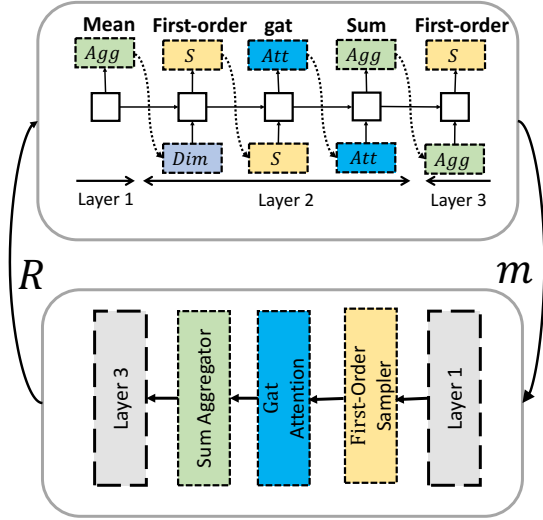 Mean First-order gat Sum First-order
Agg S Att Agg S
Dim S Att Agg
Layer 1 Layer 2 Layer 3
R m
Layer 3
Sum Aggregator
Gat
Attention
First-Order
Sampler
Layer 1